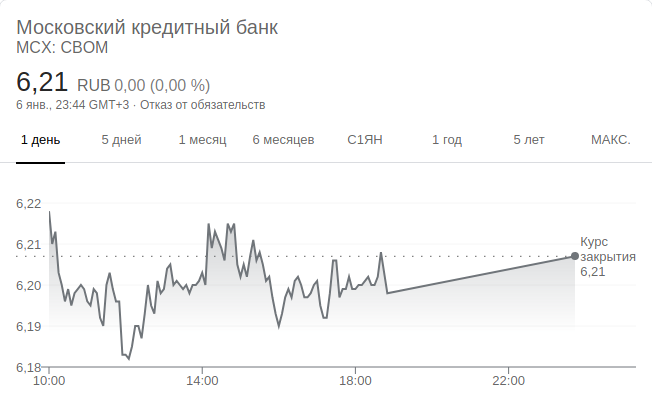 Московский кредитный банк
MCX: CBOM
6,21 RUB 0,00 (0,00 %)
6 янв., 23:44 GMT+3 · Отказ от обязательств
1 день 5 дней 1 месяц 6 месяцев С1ЯН 1 год 5 лет МАКС.
6,22
6,21
6,20
6,19
6,18
Курс
закрытия
6,21
10:00 14:00 18:00 22:00